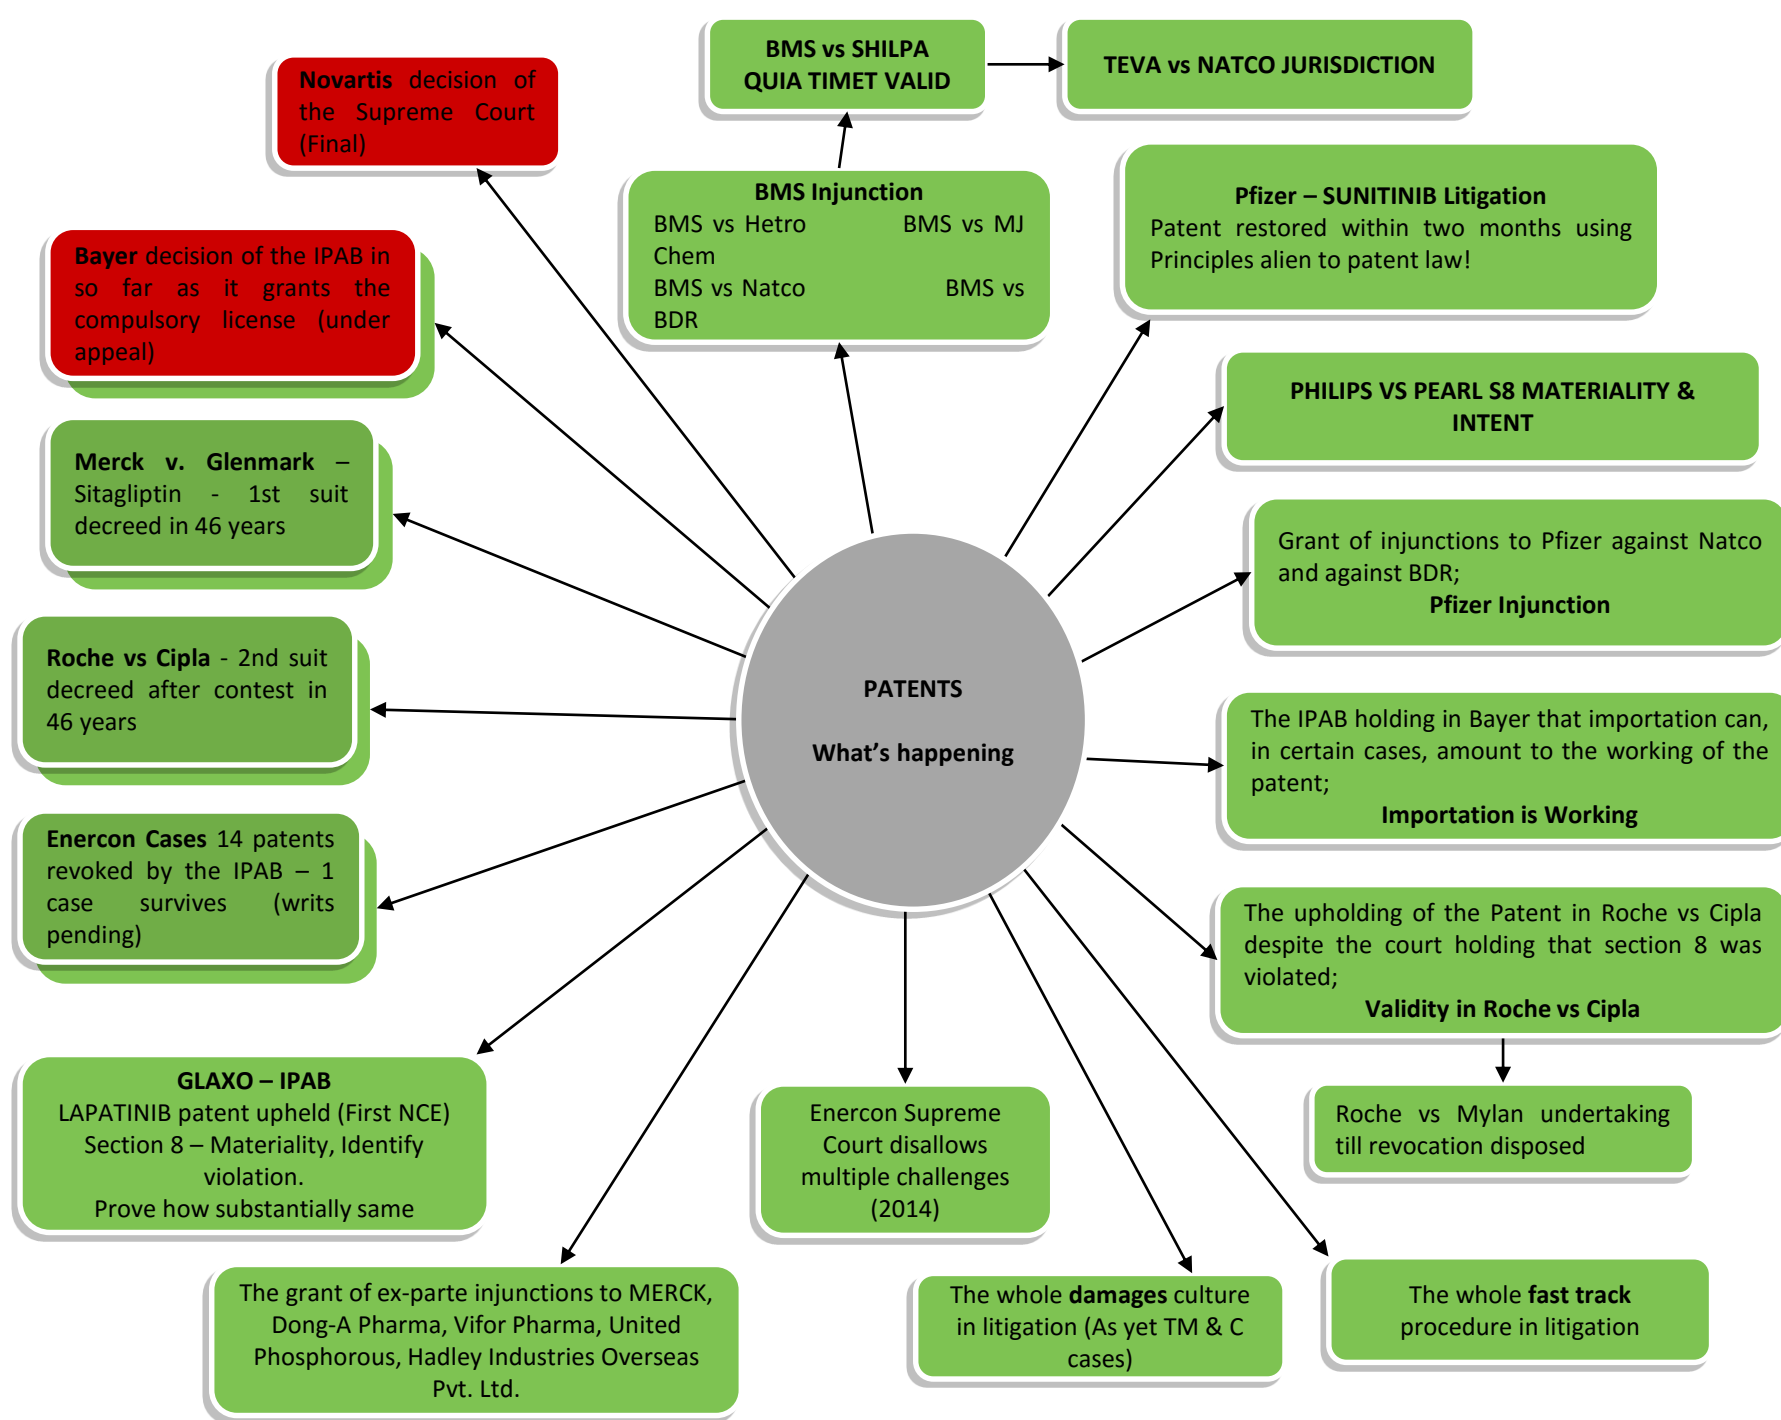 BMS vs SHILPA
QUIA TIMET VALID
TEVA vs NATCO JURISDICTION
Novartis decision of
the Supreme Court
(Final)
BMS Injunction
BMS vs Hetro BMS vs MJ
Chem
BMS vs Natco BMS vs
BDR
Pfizer – SUNITINIB Litigation
Patent restored within two months using
Principles alien to patent law!
Bayer decision of the IPAB in
so far as it grants the
compulsory license (under
appeal)
PHILIPS VS PEARL S8 MATERIALITY &
INTENT
Merck v. Glenmark –
Sitagliptin - 1st suit
decreed in 46 years
Grant of injunctions to Pfizer against Natco
and against BDR;
Pfizer Injunction
Roche vs Cipla - 2nd suit
decreed after contest in
46 years
PATENTS
What’s happening
The IPAB holding in Bayer that importation can,
in certain cases, amount to the working of the
patent;
Importation is Working
Enercon Cases 14 patents
revoked by the IPAB – 1
case survives (writs
pending)
The upholding of the Patent in Roche vs Cipla
despite the court holding that section 8 was
violated;
Validity in Roche vs Cipla
GLAXO – IPAB
LAPATINIB patent upheld (First NCE)
Section 8 – Materiality, Identify
violation.
Prove how substantially same
Enercon Supreme
Court disallows
multiple challenges
(2014)
Roche vs Mylan undertaking
till revocation disposed
The grant of ex-parte injunctions to MERCK,
Dong-A Pharma, Vifor Pharma, United
Phosphorous, Hadley Industries Overseas
Pvt. Ltd.
The whole damages culture
in litigation (As yet TM & C
cases)
The whole fast track
procedure in litigation